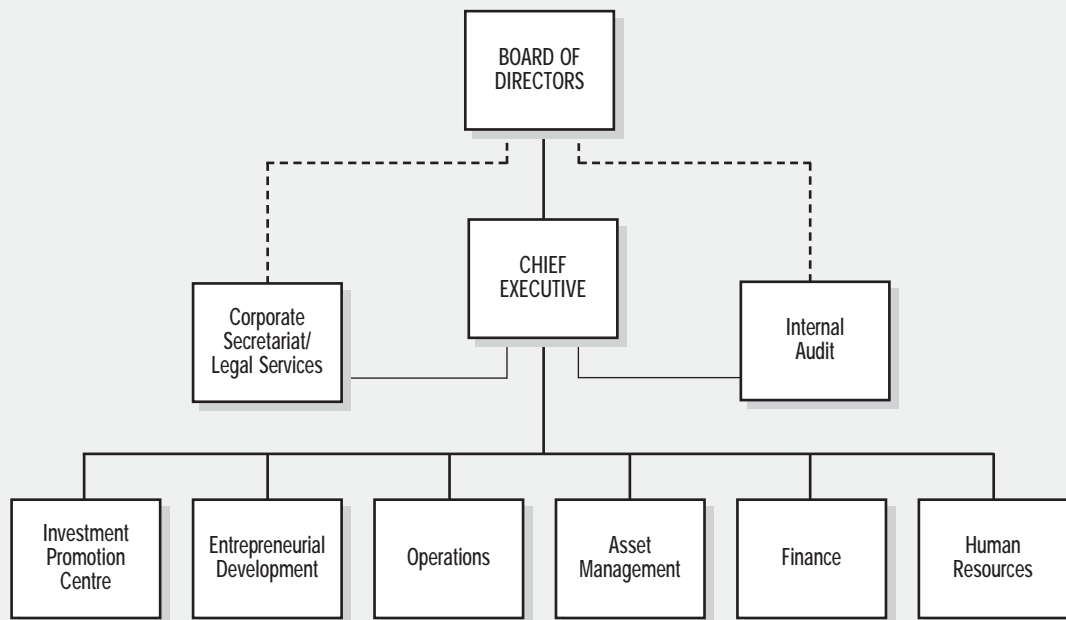 BOARD OF
DIRECTORS
CHIEF
EXECUTIVE
Corporate
Secretariat/
Legal Services
Internal
Audit
Investment
Promotion
Centre
Entrepreneurial
Development
Operations
Asset
Management
Finance
Human
Resources